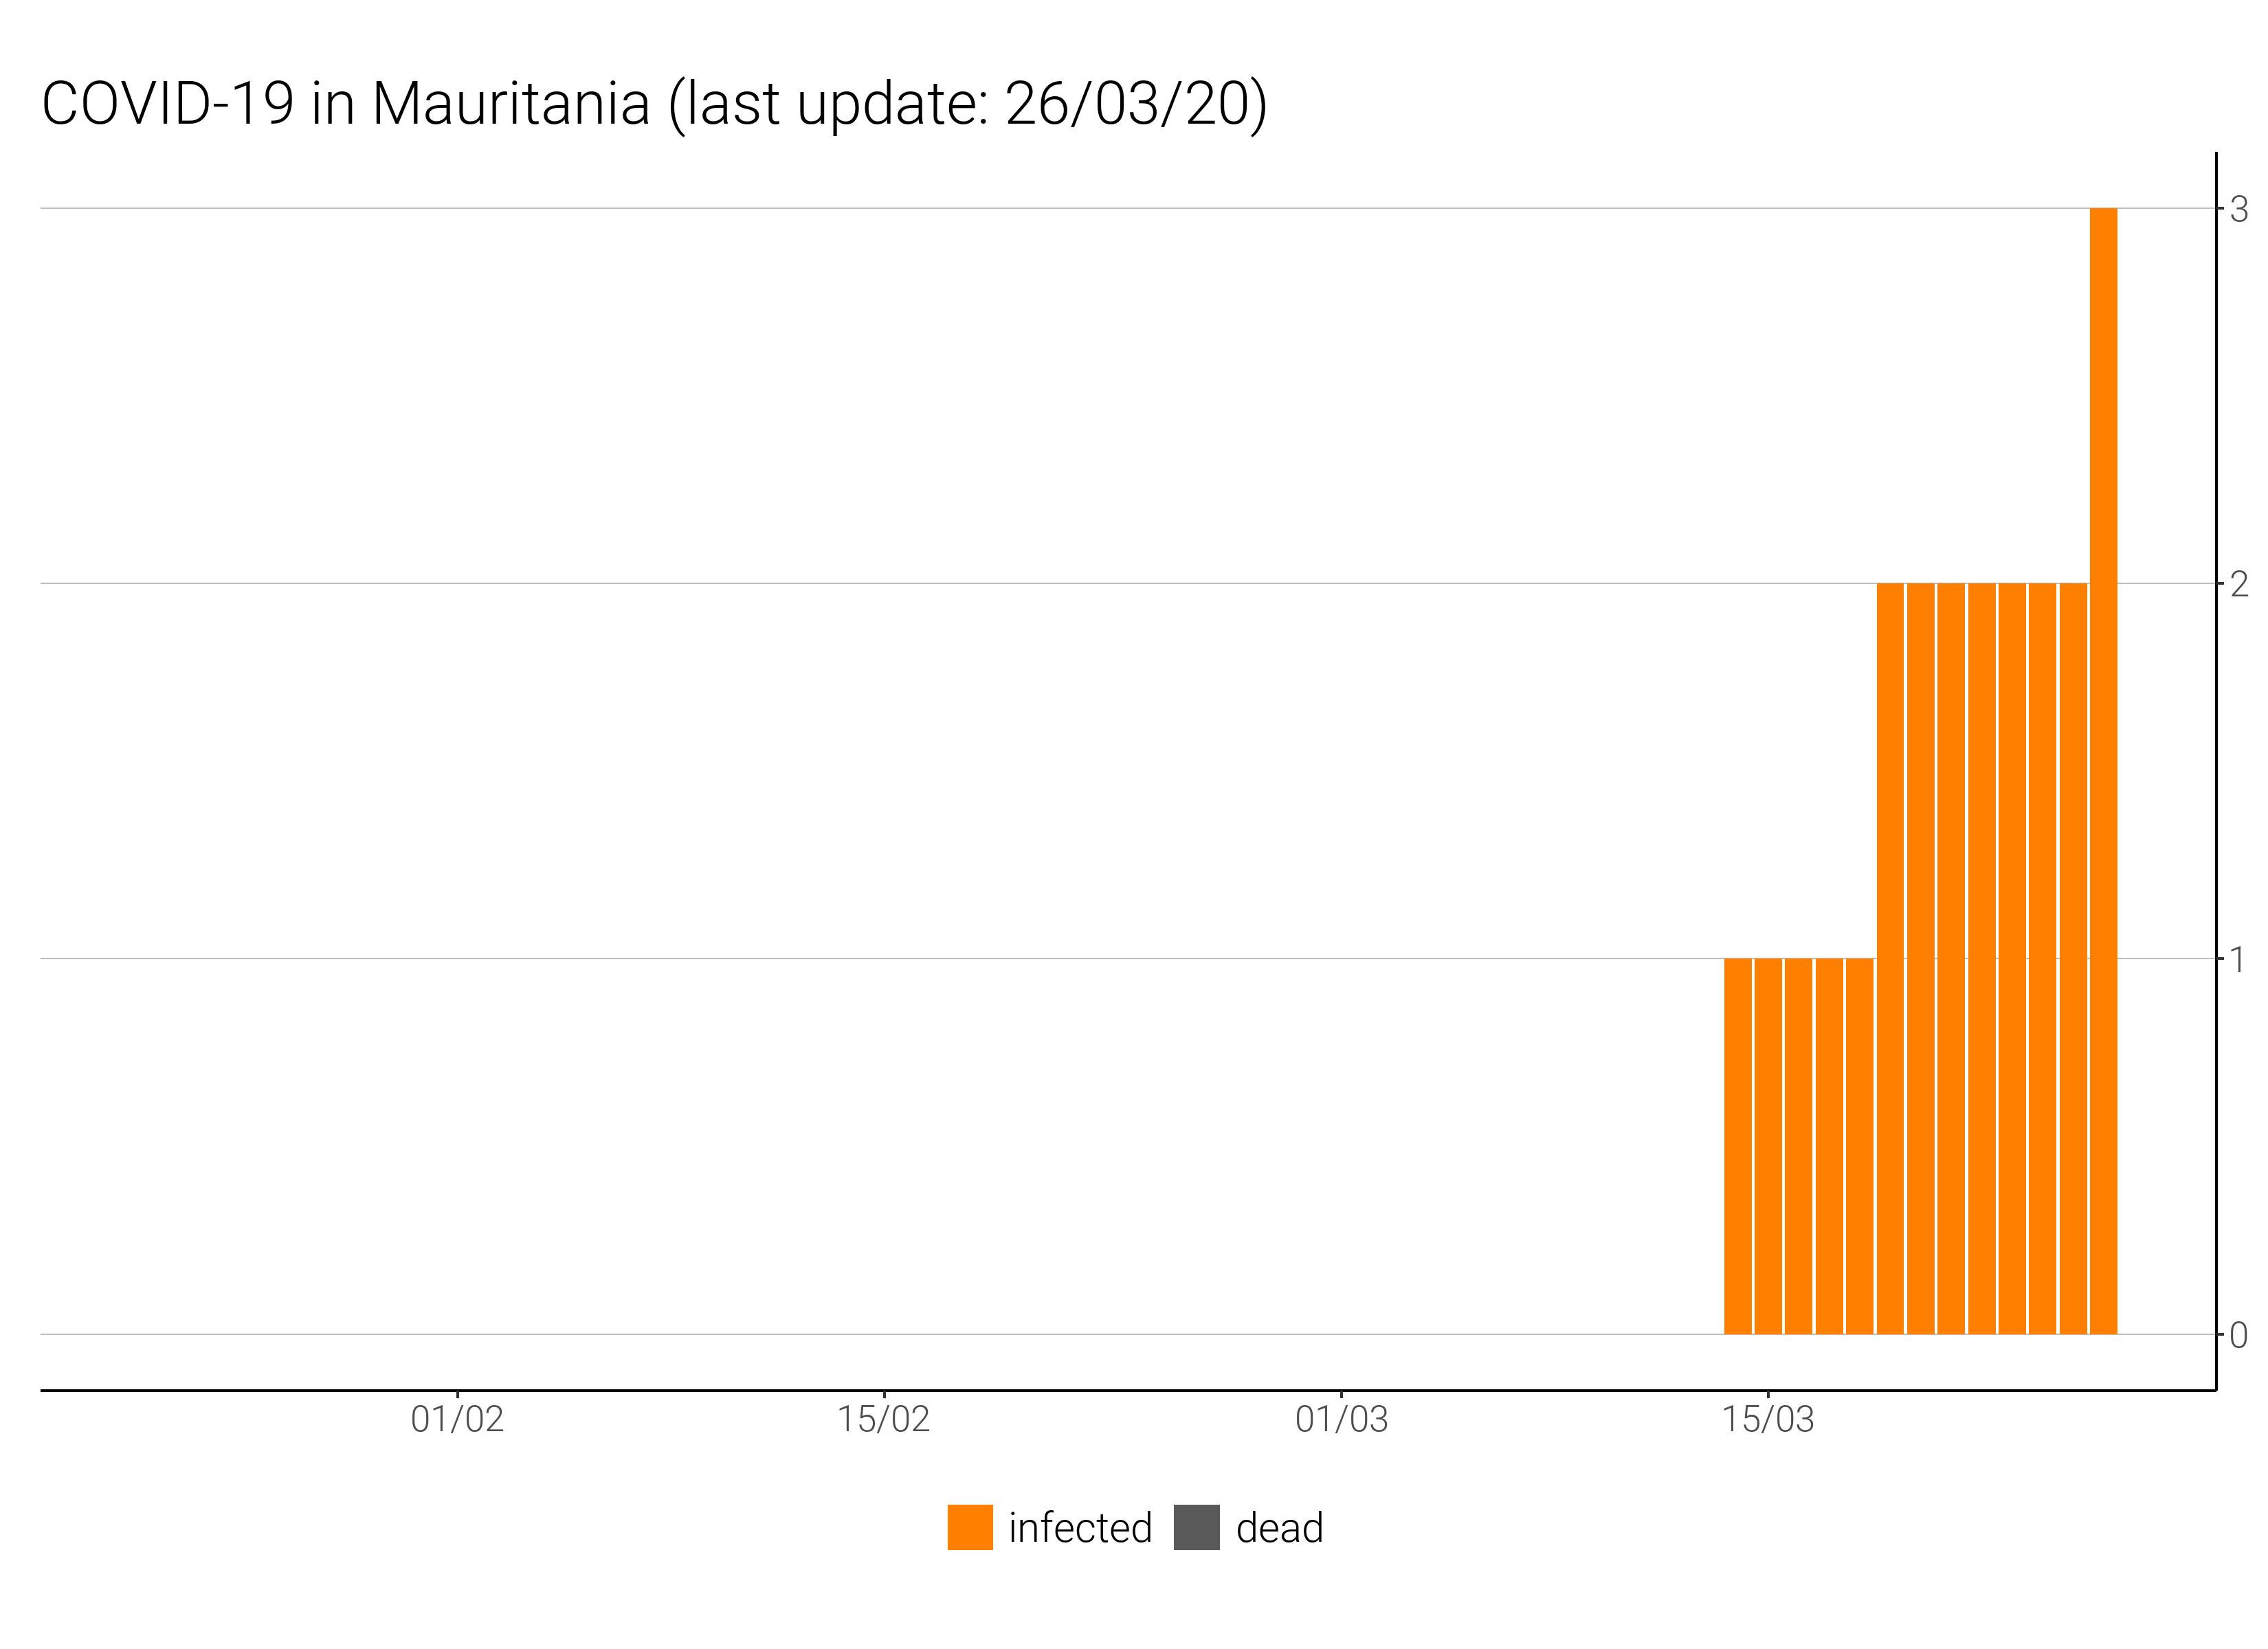 COVID-19 in Mauritania (last update: 26/03/20)
3
2
1
0
01/02 15/02 01/03 15/03
infected dead